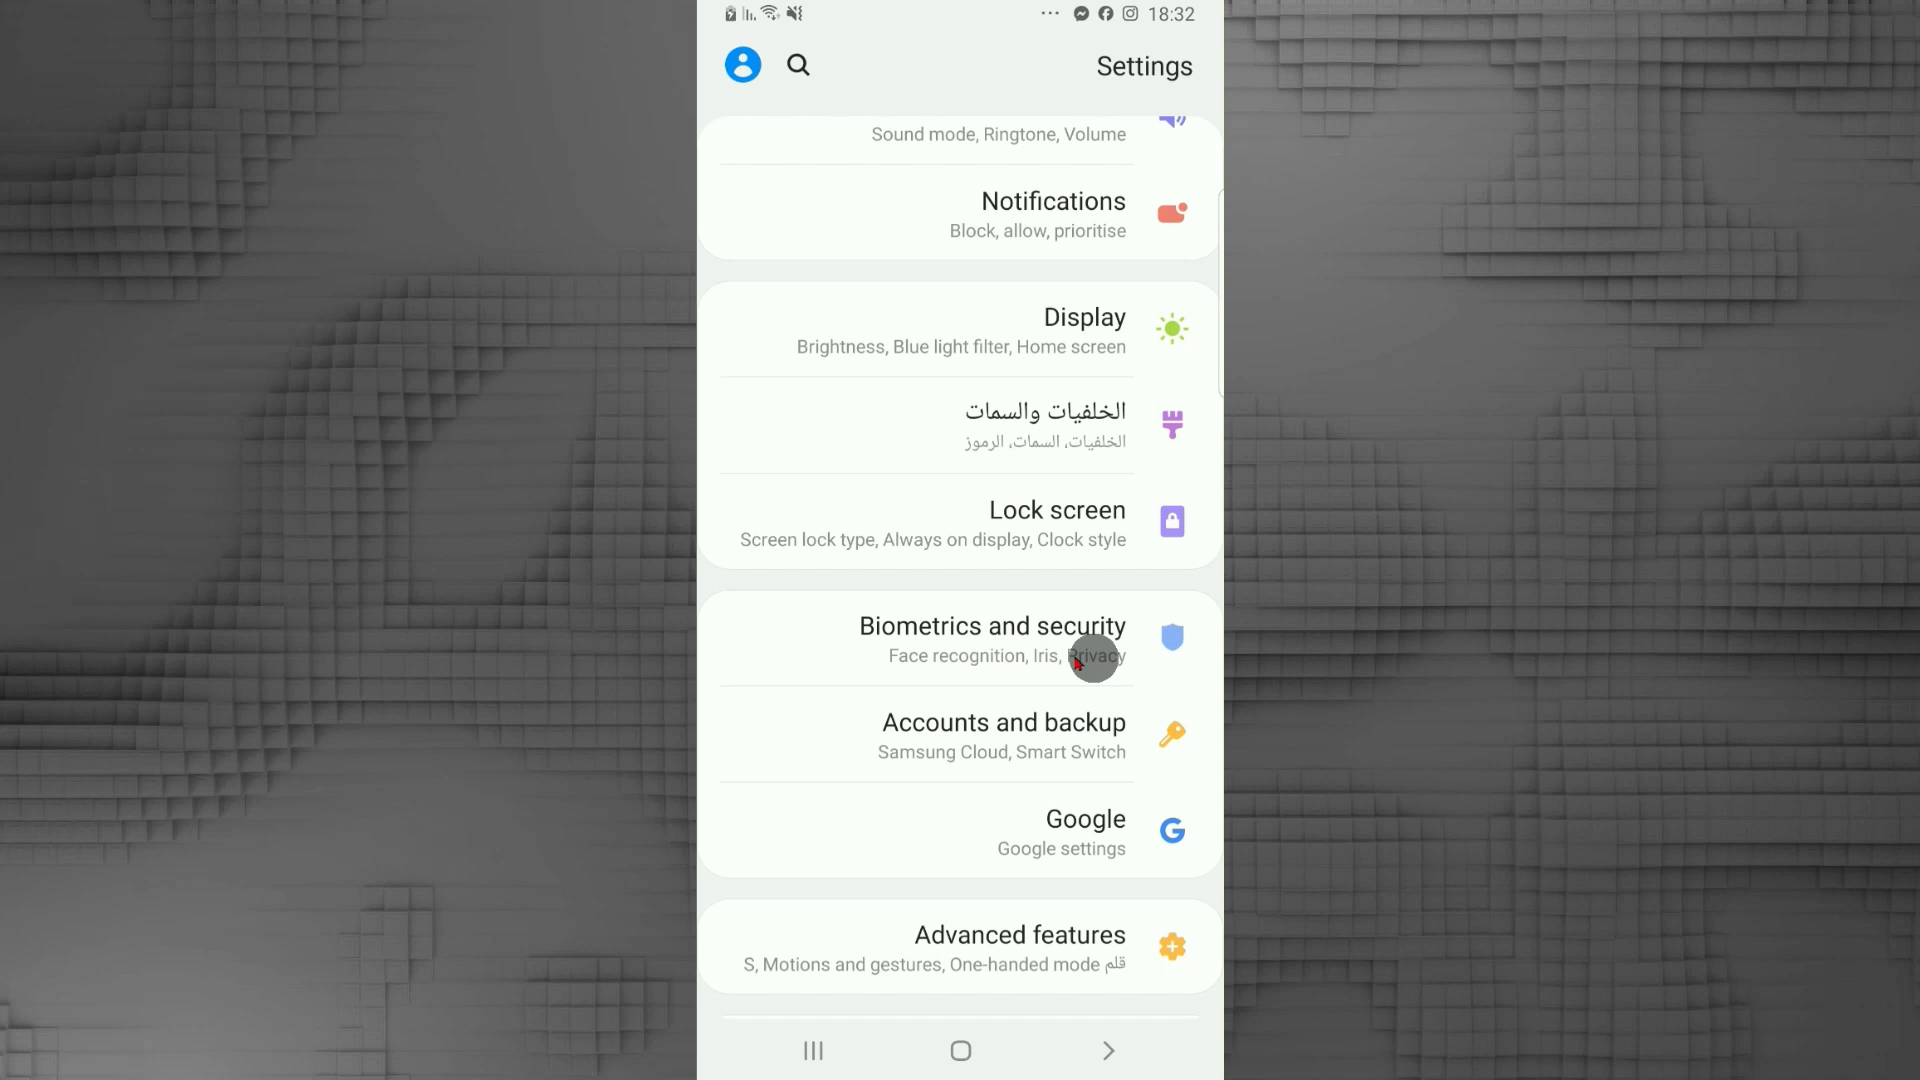 18:32
Settings
Sound mode, Ringtone, Volume
Notifications
Block, allow, prioritise
Display
Brightness, Blue light filter, Home screen
الخلفيات والسمات
الخلفيات، السمات، الرموز
Lock screen
Screen lock type, Always on display, Clock style
Biometrics and security
Face recognition, Iris, Privacy
Accounts and backup
Samsung Cloud, Smart Switch
Google
Google settings
Advanced features
S, Motions and gestures, One-handed mode قلم